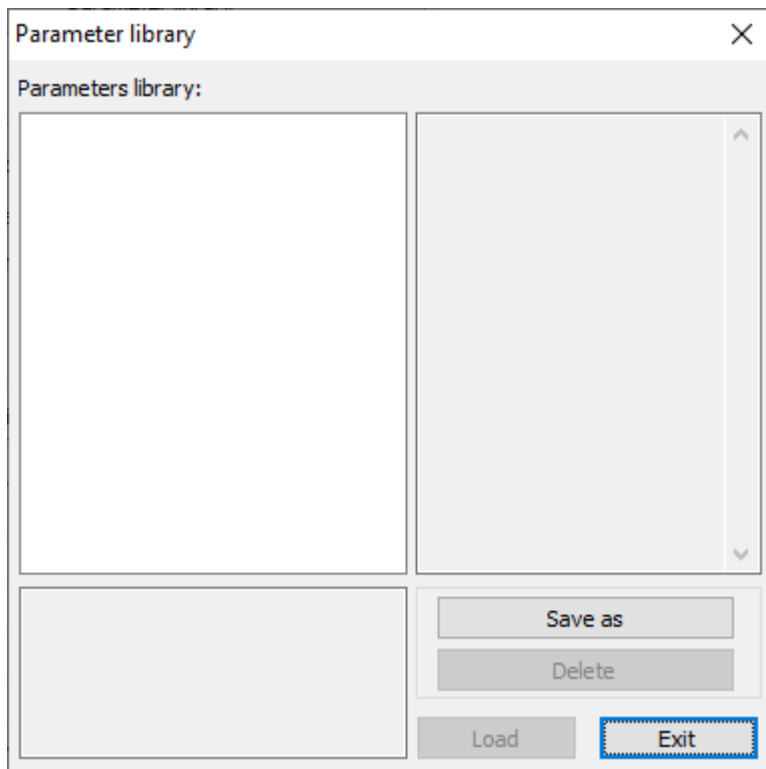 Parameter library
Parameters library:
Save as
Delete
Load
Exit